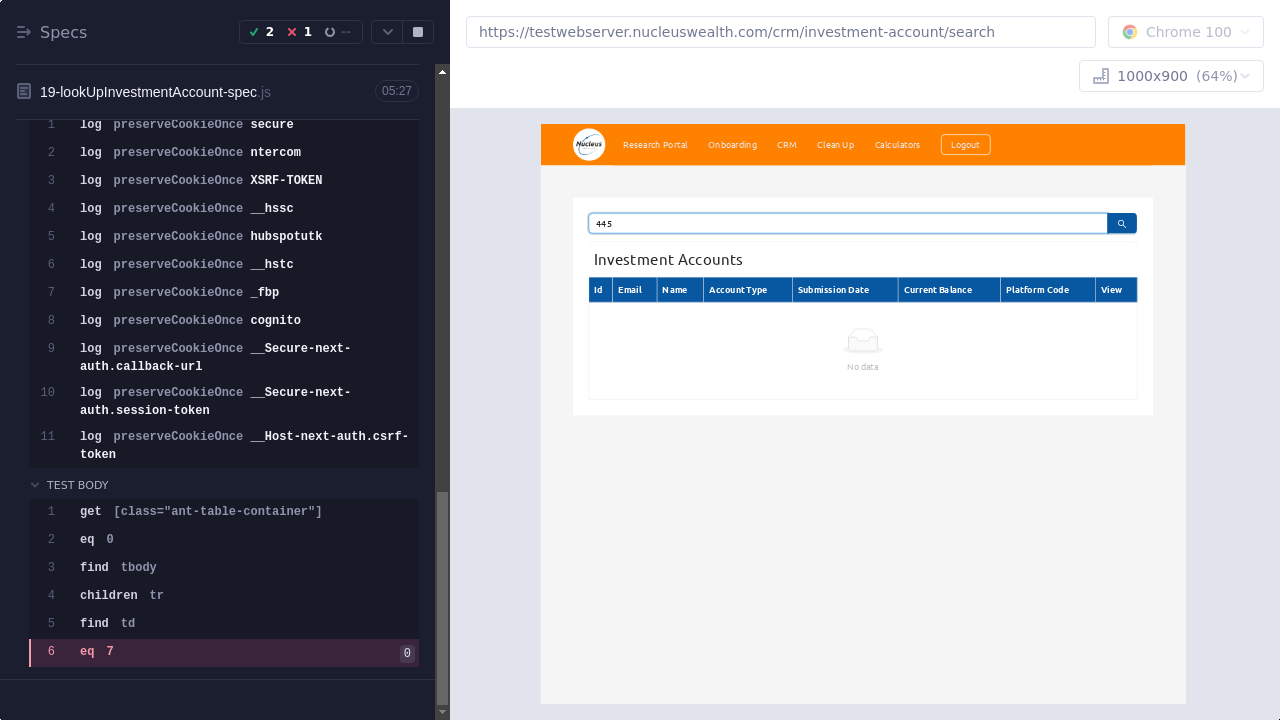 Specs
2
1
--
19-lookUpInvestmentAccount-spec.js
05:27
1 log preserveCookieOnce secure
2 log preserveCookieOnce ntercom
3 log preserveCookieOnce XSRF-TOKEN
4 log preserveCookieOnce __hssc
5 log preserveCookieOnce hubspotutk
6 log preserveCookieOnce __hstc
7 log preserveCookieOnce _fbp
8 log preserveCookieOnce cognito
9 log preserveCookieOnce __Secure-next-
auth.callback-url
10 log preserveCookieOnce __Secure-next-
auth.session-token
11 log preserveCookieOnce __Host-next-auth.csrf-
token
TEST BODY
1 get [class="ant-table-container"]
2 eq 0
3 find tbody
4 children tr
5 find td
6 eq 7 0
https://testwebserver.nucleuswealth.com/crm/investment-account/search
Chrome 100
1000x900 (64%)
Nucleus
Research Portal Onboarding CRM Clean Up Calculators Logout
445
Investment Accounts
Id Email Name Account Type Submission Date Current Balance Platform Code View
No data